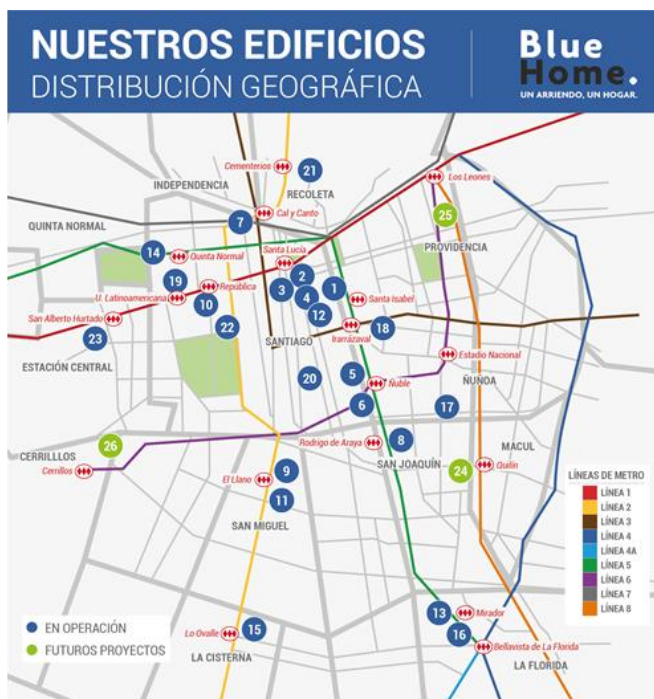 NUESTROS EDIFICIOS
DISTRIBUCIÓN GEOGRÁFICA
Blue
Home.
UN ARRIENDO, UN HOGAR.
Cementerios
21
INDEPENDENCIA
RECOLETA
Los Leones
Cal y Canto
7
25
QUINTA NORMAL
PROVIDENCIA
14
Quinta Normal
Santa Lucía
19
República
2
1
3
4
Santa Isabel
U. Latinoamericana
10
12
San Alberto Hurtado
22
18
23
SANTIAGO
Irarrázaval
Estadio Nacional
ESTACIÓN CENTRAL
20
5
Ñuble
ÑUÑOA
6
17
26
Rodrigo de Araya
8
MACUL
CERRILLLOS
Cerrillos
9
SAN JOAQUÍN
24
Quilín
El Llano
11
SAN MIGUEL
LÍNEAS DE METRO
LÍNEA 1
LÍNEA 2
LÍNEA 3
LÍNEA 4
LÍNEA 4A
LÍNEA 5
LÍNEA 6
LÍNEA 7
LÍNEA 8
13
Mirador
EN OPERACIÓN
Lo Ovalle
15
16
FUTUROS PROYECTOS
Bellavista de La Florida
LA CISTERNA
LA FLORIDA